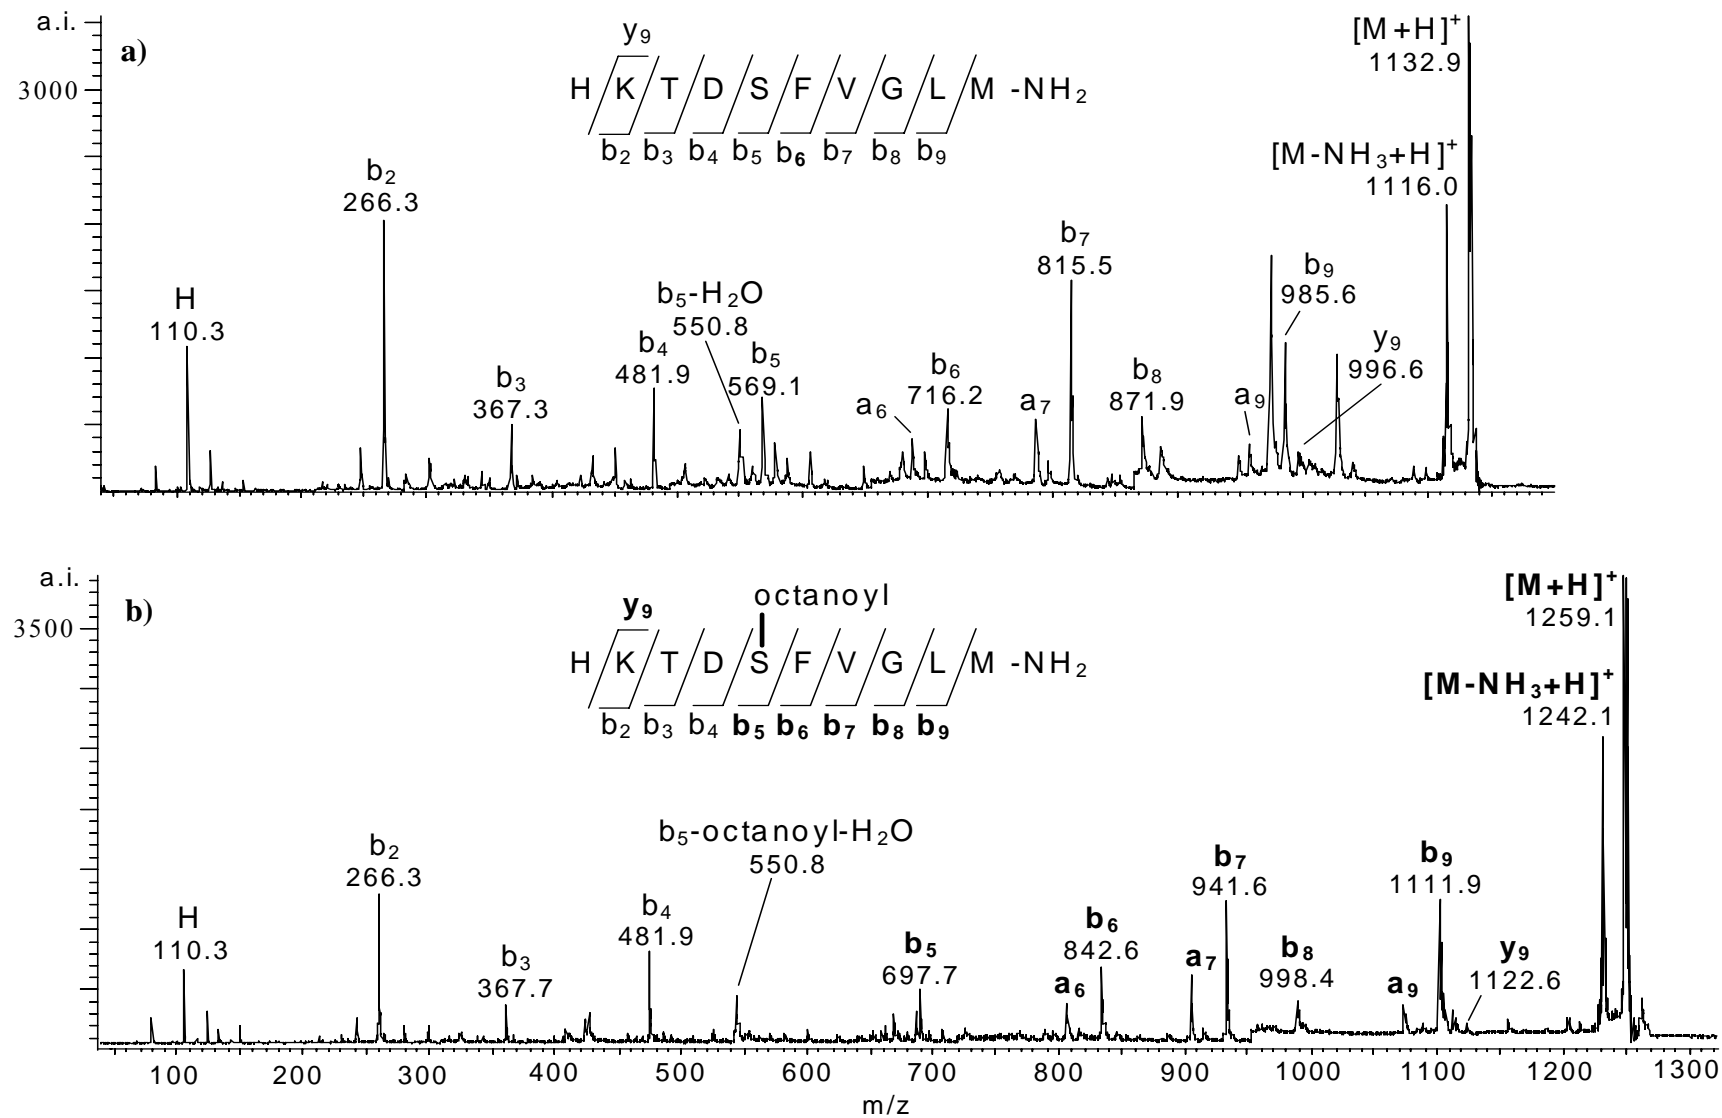 a.i.
a)
3000
y9
H K T D S F V G L M -NH2
b2 b3 b4 b5 b6 b7 b8 b9
[M+H]+
1132.9
[M-NH3+H]+
1116.0
H
110.3
b2
266.3
b3
367.3
b4
481.9
b5-H2O
550.8
b5
569.1
a6
b6
716.2
a7
b7
815.5
b8
871.9
a9
b9
985.6
y9
996.6
a.i.
b)
3500
octanoyl
y9
H K T D S F V G L M -NH2
b2 b3 b4 b5 b6 b7 b8 b9
[M+H]+
1259.1
[M-NH3+H]+
1242.1
H
110.3
b2
266.3
b3
367.7
b4
481.9
b5-octanoyl-H2O
550.8
b5
697.7
a6
b6
842.6
a7
b7
941.6
b8
998.4
a9
b9
1111.9
y9
1122.6
100 200 300 400 500 600 700 800 900 1000 1100 1200 1300
m/z